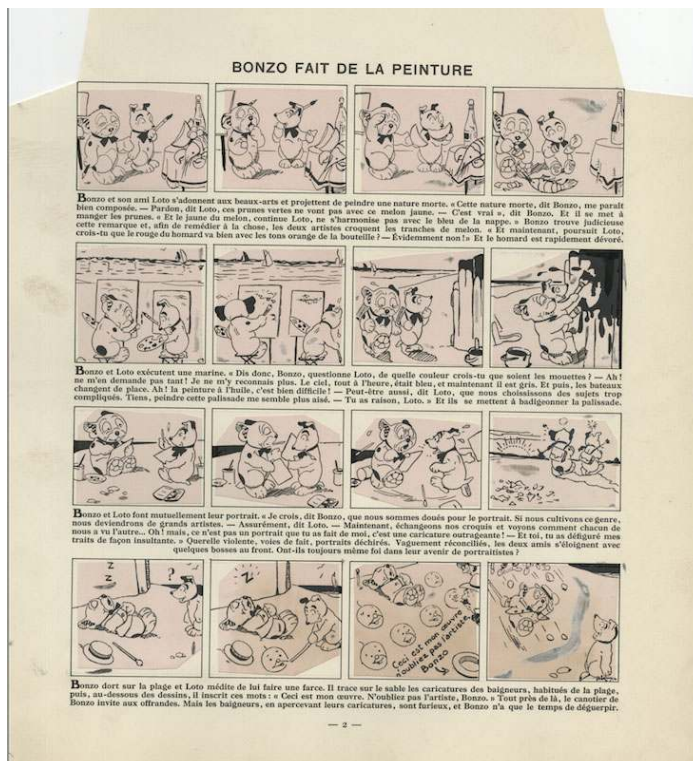 BONZO FAIT DE LA PEINTURE
Bonzo et son ami Loto s'adonnent aux beaux-arts et projettent de peindre une nature morte. « Cette nature morte, dit Bonzo, me paraît
bien composée. — Pardon, dit Loto, ces prunes vertes ne vont pas avec ce melon jaune. — C'est vrai », dit Bonzo. Et il se met à
manger les prunes. « Et le jaune du melon, continue Loto, ne s'harmonise pas avec le bleu de la nappe. » Bonzo trouve judicieuse
cette remarque et, afin de remédier à la chose, les deux artistes croquent les tranches de melon. « Et maintenant, poursuit Loto,
crois-tu que le rouge du homard va bien avec les tons orange de la bouteille ? — Évidemment non ! » Et le homard est rapidement dévoré.
Bonzo et Loto exécutent une marine. « Dis donc, Bonzo, questionne Loto, de quelle couleur crois-tu que soient les mouettes ? — Ah !
ne m'en demande pas tant ! Je ne m'y reconnais plus. Le ciel, tout à l'heure, était bleu, et maintenant il est gris. Et puis, les bateaux
changent de place. Ah ! la peinture à l'huile, c'est bien difficile ! — Peut-être aussi, dit Loto, que nous choisissons des sujets trop
compliqués. Tiens, peindre cette palissade me semble plus aisé. — Tu as raison, Loto. » Et ils se mettent à badigeonner la palissade.
Bonzo et Loto font mutuellement leur portrait. « Je crois, dit Bonzo, que nous sommes doués pour le portrait. Si nous cultivons ce genre,
nous deviendrons de grands artistes. — Assurément, dit Loto. — Maintenant, échangeons nos croquis et voyons comment chacun de
nous a vu l'autre... Oh ! mais, ce n'est pas un portrait que tu as fait de moi, c'est une caricature outrageante ! — Et toi, tu as défiguré mes
traits de façon insultante. » Querelle violente, voies de fait, portraits déchirés. Vaguement réconciliés, les deux amis s'éloignent avec
quelques bosses au front. Ont-ils toujours même foi dans leur avenir de portraitistes ?
Z
Z
?
Z
Ceci est mon œuvre
n'oubliez pas l'artiste.
Bonzo
Bonzo dort sur la plage et Loto médite de lui faire une farce. Il trace sur le sable les caricatures des baigneurs, habitués de la plage,
puis, au-dessous des dessins, il inscrit ces mots : « Ceci est mon œuvre. N'oubliez pas l'artiste, Bonzo. » Tout près de là, le canotier de
Bonzo invite aux offrandes. Mais les baigneurs, en apercevant leurs caricatures, sont furieux, et Bonzo n'a que le temps de déguerpir.
— 2 —